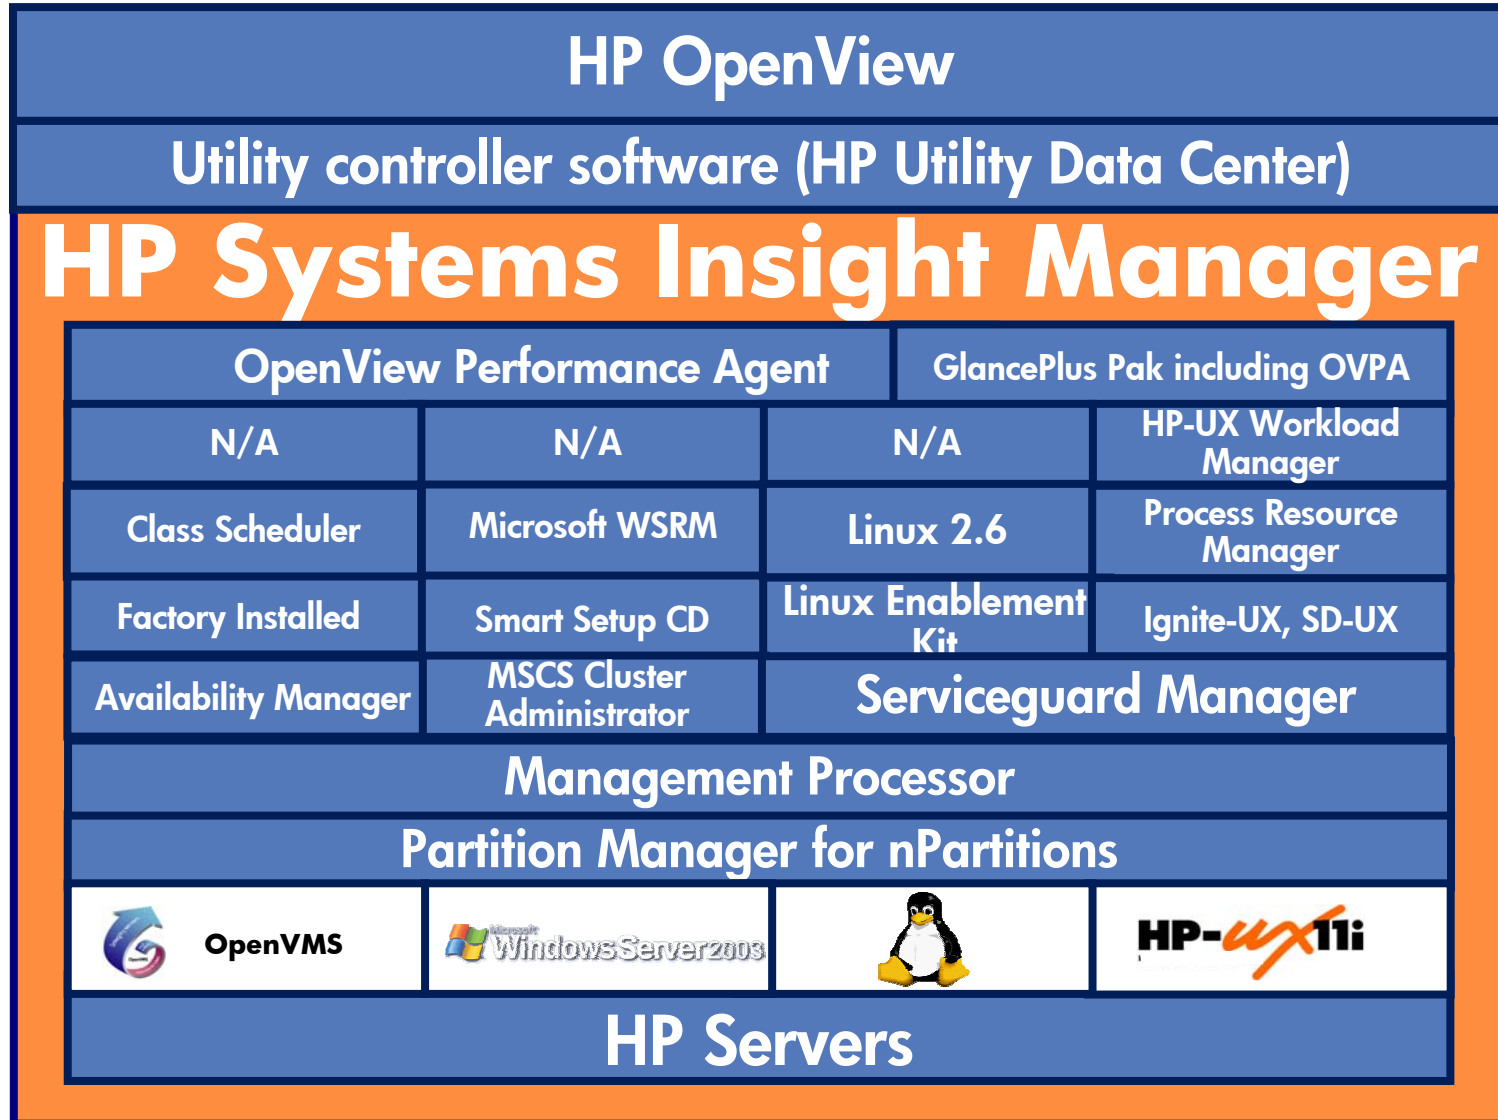 HP OpenView
Utility controller software (HP Utility Data Center)
HP Systems Insight Manager
OpenView Performance Agent
GlancePlus Pak including OVPA
N/A
N/A
N/A
HP-UX Workload
Manager
Class Scheduler
Microsoft WSRM
Linux 2.6
Process Resource
Manager
Factory Installed
Smart Setup CD
Linux Enablement
Kit
Ignite-UX, SD-UX
Availability Manager
MSCS Cluster
Administrator
Serviceguard Manager
Management Processor
Partition Manager for nPartitions
OpenVMS
Microsoft
Windows Server 2003
HP-ux 11i
HP Servers